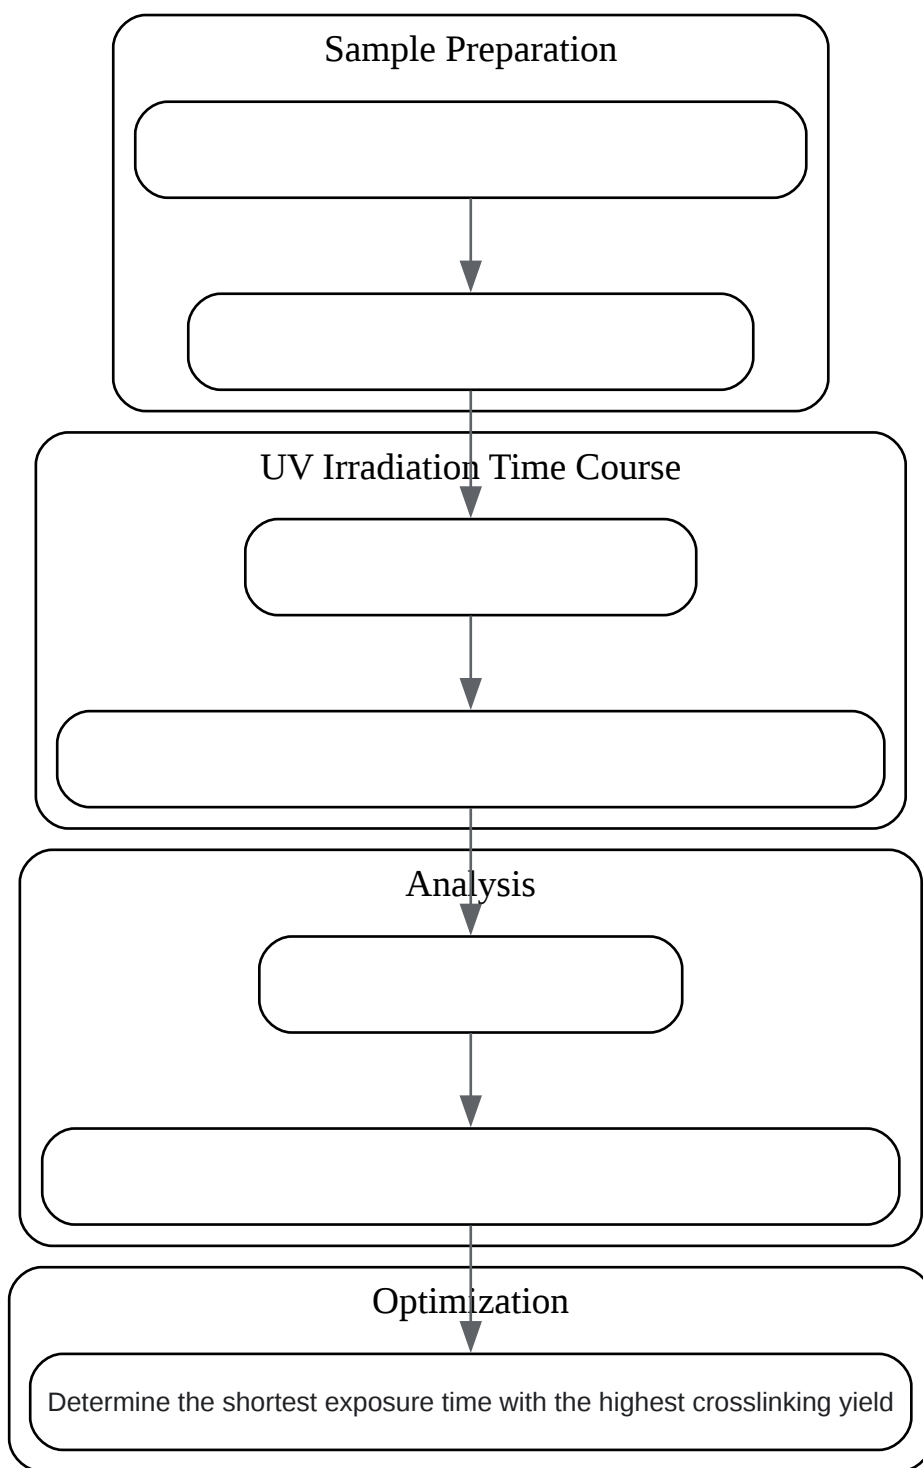 Sample Preparation
UV Irradiation Time Course
Analysis
Optimization
Determine the shortest exposure time with the highest crosslinking yield